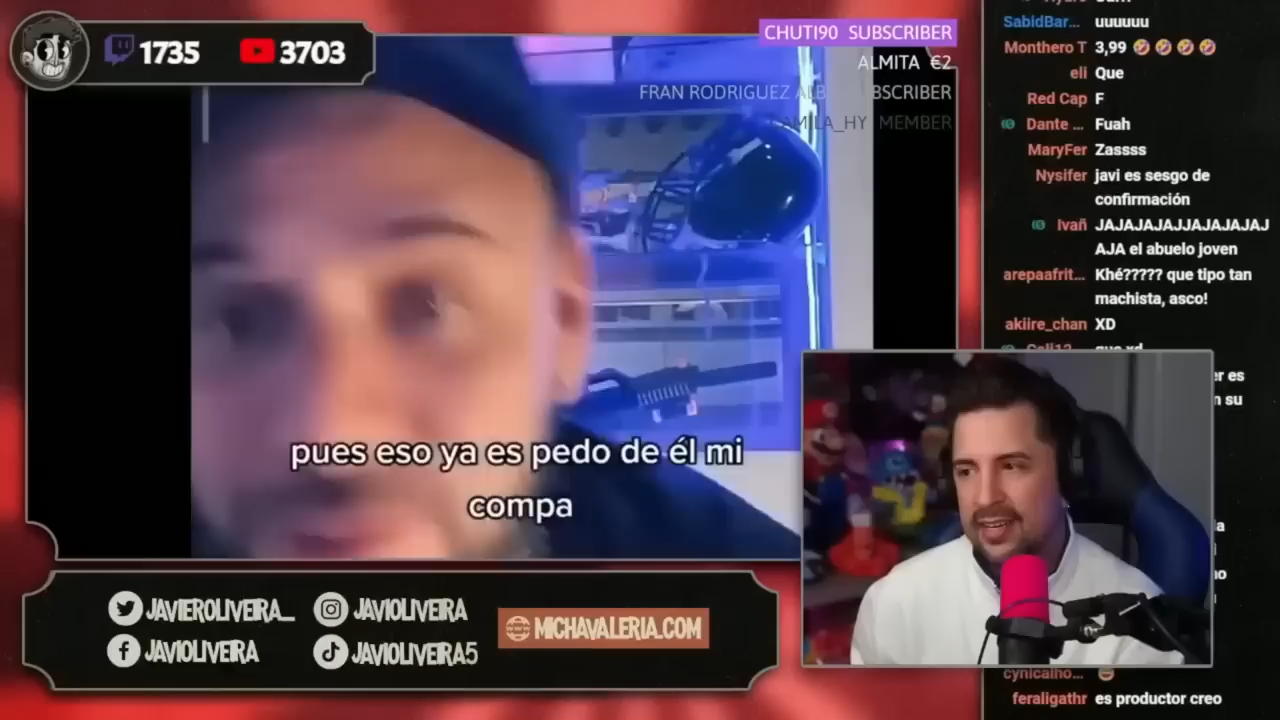 1735
3703
CHUTI90 SUBSCRIBER
ALMITA €2
FRAN RODRIGUEZ ALB
MEMBER
pues eso ya es pedo de él mi
compa
JAVIEROLIVEIRA_
JAVIOLIVEIRA
JAVIOLIVEIRA
JAVIOLIVEIRA5
MICHAVALERIA.COM
SabidBar... uuuuuu
Monthero T 3,99 🤣🤣🤣🤣
eli Que
Red Cap F
Dante ... Fuah
MaryFer Zassss
Nysifer javi es sesgo de
confirmación
Ivañ JAJAJAJAJJAJAJAJAJ
AJA el abuelo joven
arepaafrit... Khé????? que tipo tan
machista, asco!
akiire_chan XD
cynicalho...
feraligathr es productor creo